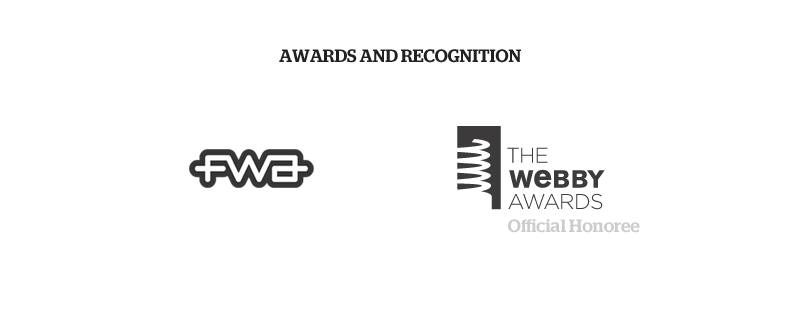 AWARDS AND RECOGNITION
FWA
THE
WeBBY
AWARDS
Official Honoree